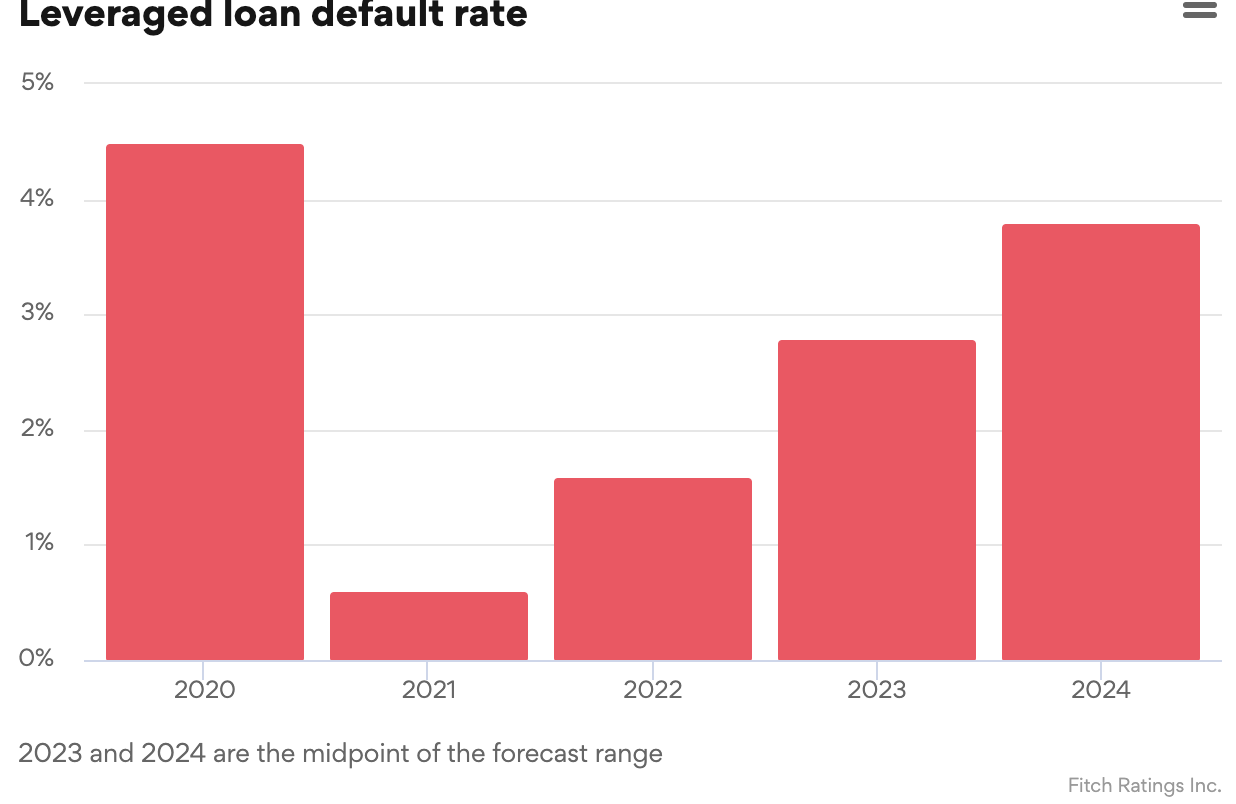 Leveraged loan default rate
5%
4%
3%
2%
1%
0%
2020 2021 2022 2023 2024
2023 and 2024 are the midpoint of the forecast range
Fitch Ratings Inc.